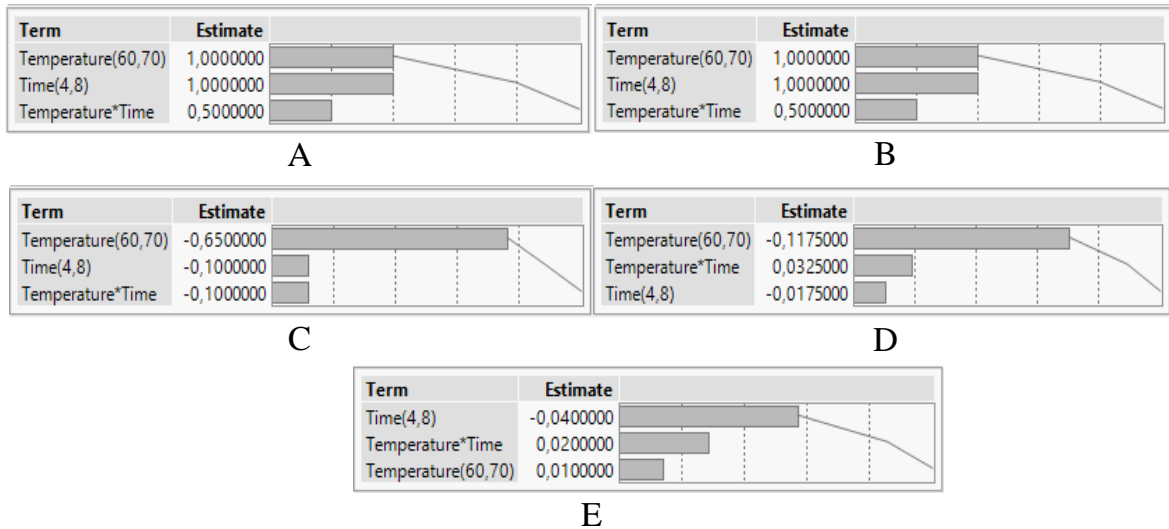 Term Estimate
Temperature(60,70) 1,0000000
Time(4,8) 1,0000000
Temperature*Time 0,5000000
A
Term Estimate
Temperature(60,70) 1,0000000
Time(4,8) 1,0000000
Temperature*Time 0,5000000
B
Term Estimate
Temperature(60,70) -0,6500000
Time(4,8) -0,1000000
Temperature*Time -0,1000000
C
Term Estimate
Temperature(60,70) -0,1175000
Temperature*Time 0,0325000
Time(4,8) -0,0175000
D
Term Estimate
Time(4,8) -0,0400000
Temperature*Time 0,0200000
Temperature(60,70) 0,0100000
E